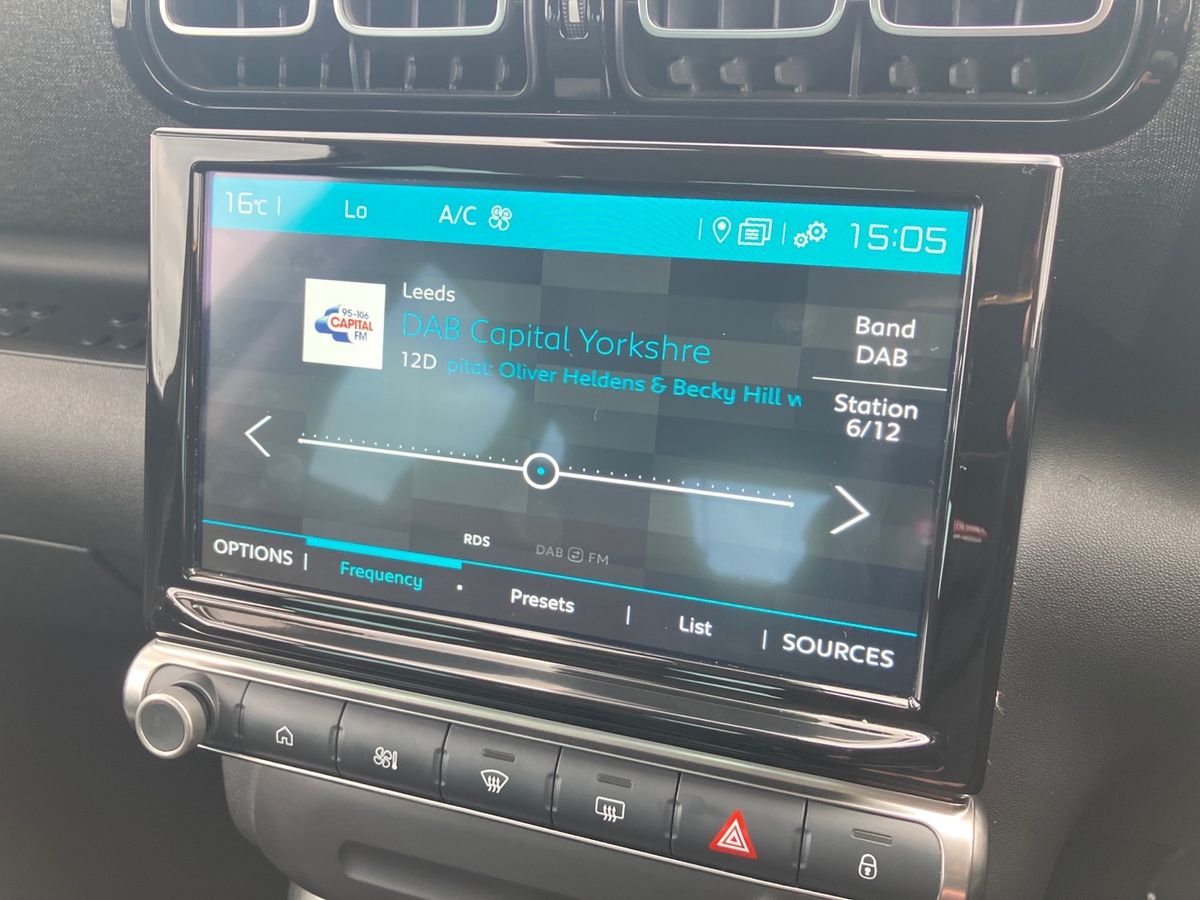 16°C Lo A/C 15:05
95-106
CAPITAL
FM
Leeds
DAB Capital Yorkshre
12D pital: Oliver Heldens & Becky Hill w
Band
DAB
Station
6/12
RDS DAB FM
OPTIONS Frequency Presets List SOURCES